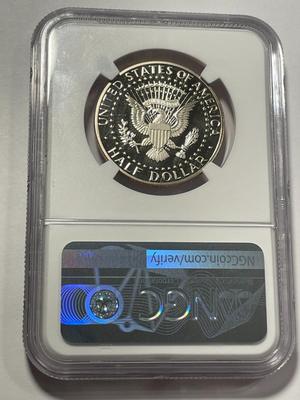 UNITED STATES OF AMERICA
HALF DOLLAR
NGCcoin.com/verify
NGC